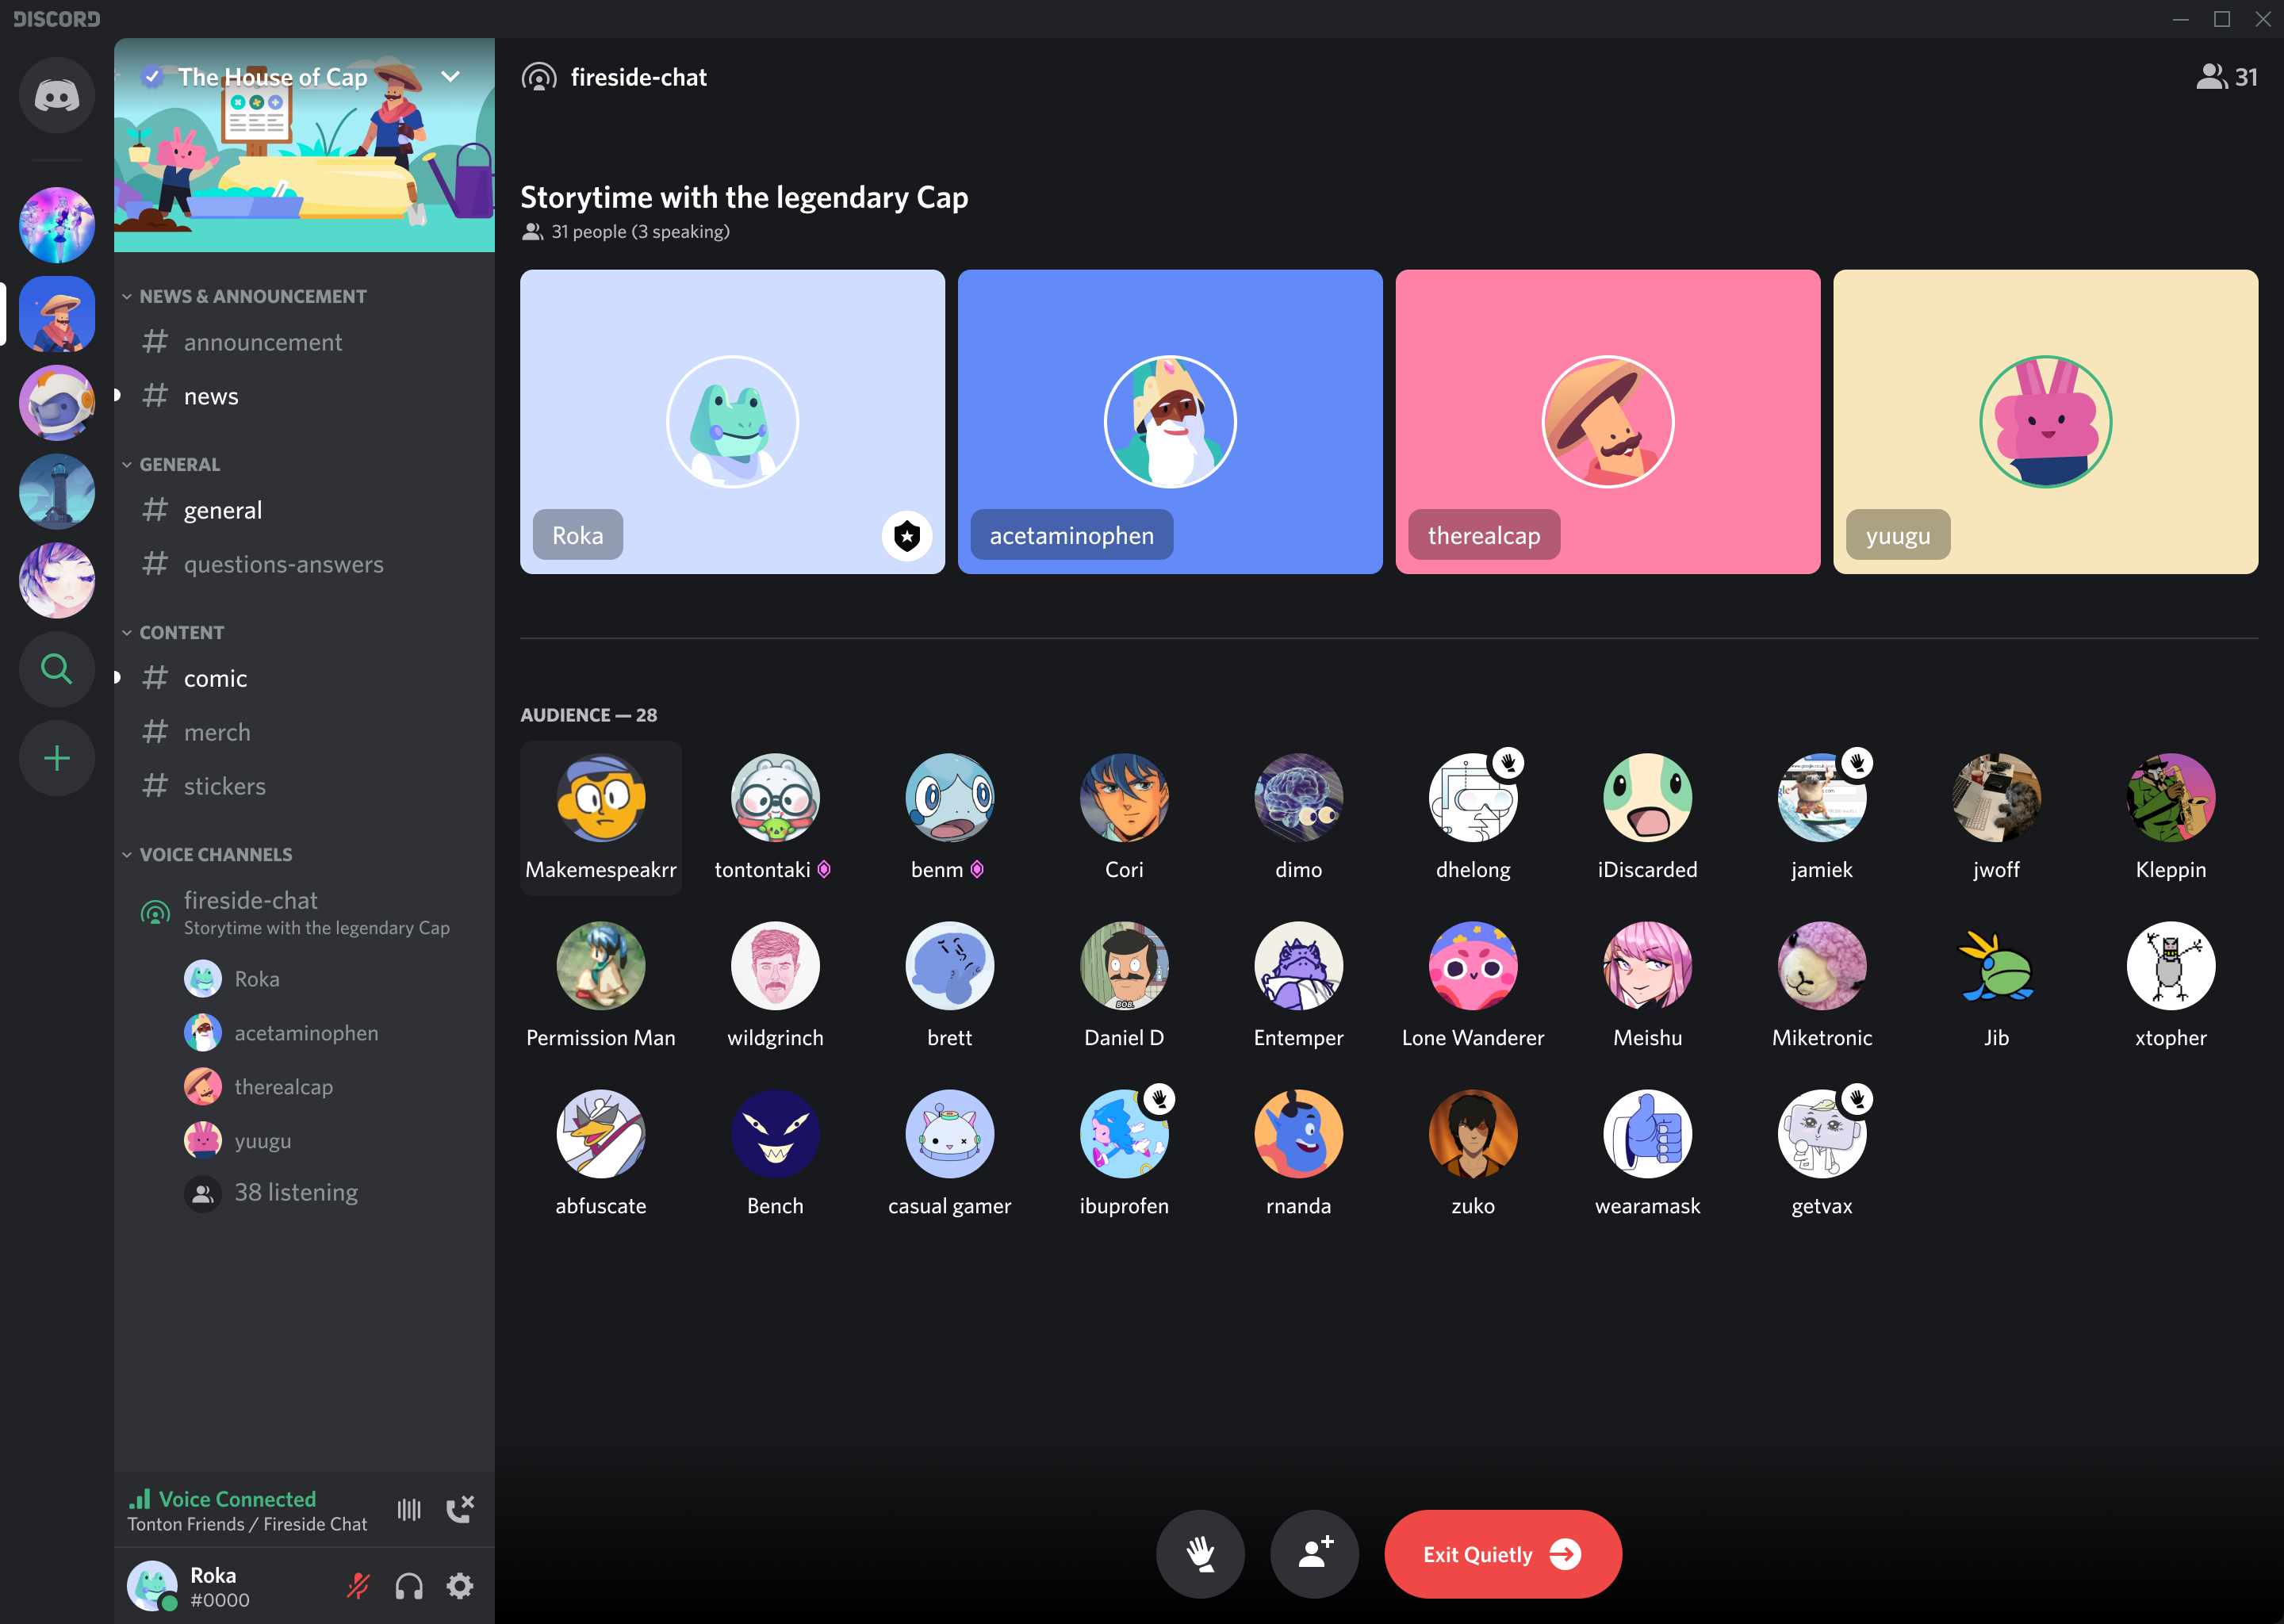 DISCORD
The House of Cap
NEWS & ANNOUNCEMENT
announcement
news
GENERAL
general
questions-answers
CONTENT
comic
merch
stickers
VOICE CHANNELS
fireside-chat
Storytime with the legendary Cap
Roka
acetaminophen
therealcap
yuugu
38 listening
Voice Connected
Tonton Friends / Fireside Chat
Roka
#0000
fireside-chat
31
Storytime with the legendary Cap
31 people (3 speaking)
Roka
acetaminophen
therealcap
yuugu
AUDIENCE — 28
Makemespeakrr
tontontaki
benm
Cori
dimo
dhelong
iDiscarded
jamiek
jwoff
Kleppin
BOB.
Permission Man
wildgrinch
brett
Daniel D
Entemper
Lone Wanderer
Meishu
Miketronic
Jib
xtopher
abfuscate
Bench
casual gamer
ibuprofen
rnanda
zuko
wearamask
getvax
Exit Quietly